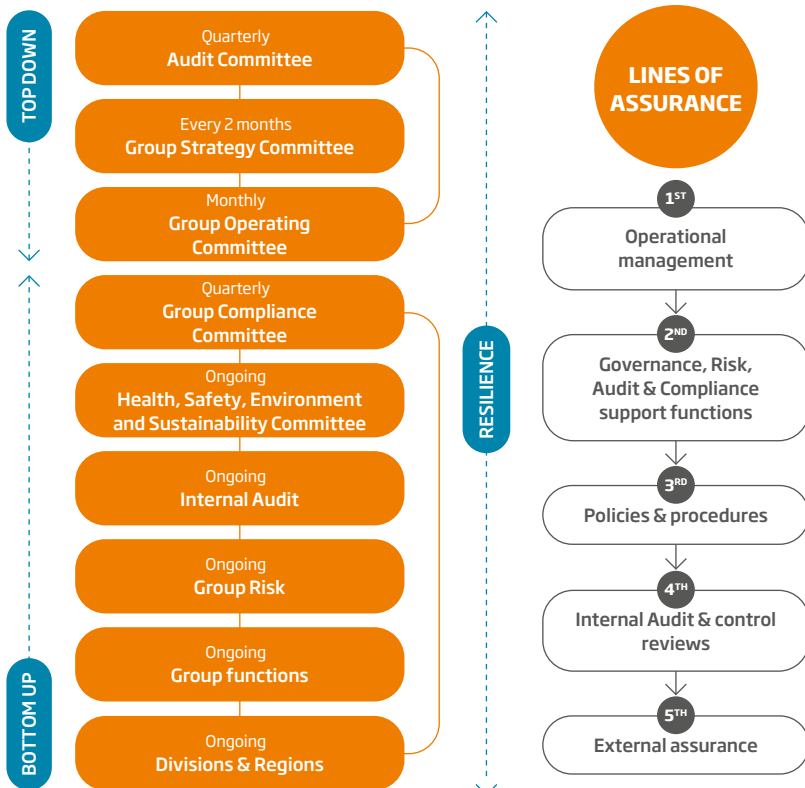 TOP DOWN
Quarterly
Audit Committee
Every 2 months
Group Strategy Committee
Monthly
Group Operating
Committee
BOTTOM UP
Quarterly
Group Compliance
Committee
Ongoing
Health, Safety, Environment
and Sustainability Committee
Ongoing
Internal Audit
Ongoing
Group Risk
Ongoing
Group functions
Ongoing
Divisions & Regions
RESILIENCE
LINES OF
ASSURANCE
1ST
Operational
management
2ND
Governance, Risk,
Audit & Compliance
support functions
3RD
Policies & procedures
4TH
Internal Audit & control
reviews
5TH
External assurance